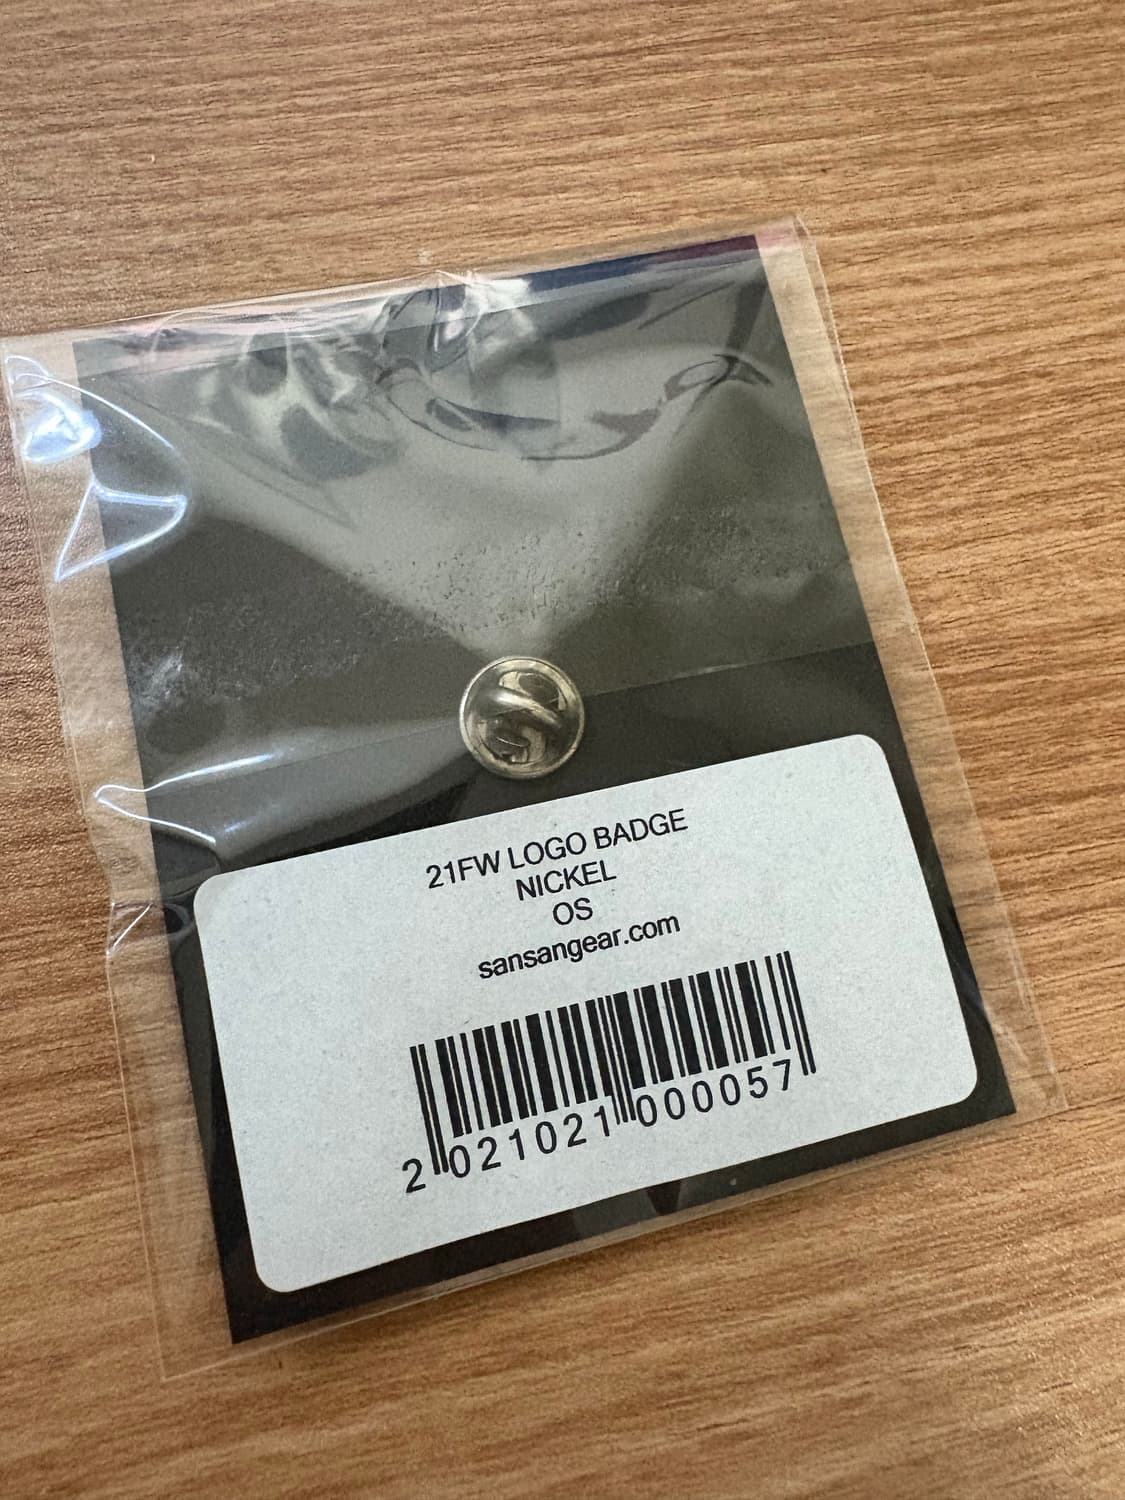 21FW LOGO BADGE
NICKEL
OS
sansangear.com
2 021021 000057